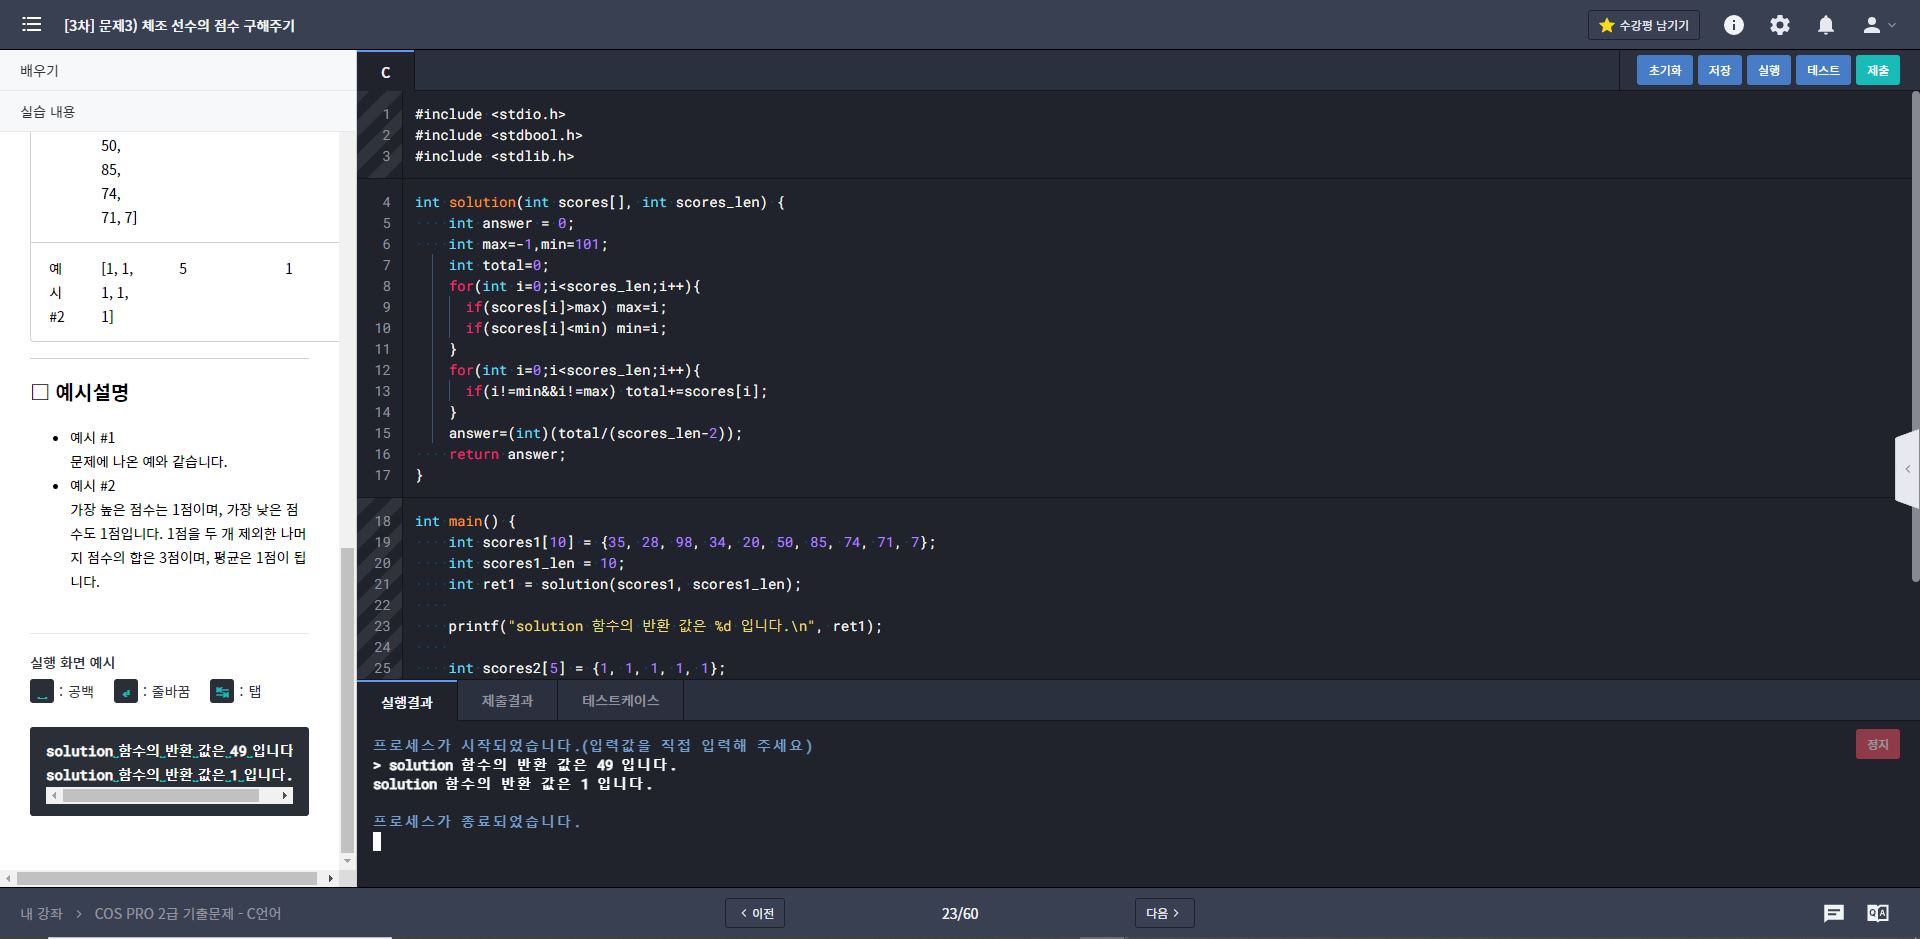 [3차] 문제3) 체조 선수의 점수 구해주기
수강평 남기기
배우기
실습 내용
50,
85,
74,
71, 7]
예
시
#2
[1, 1,
1, 1,
1]
5
1
예시설명
예시 #1
문제에 나온 예와 같습니다.
예시 #2
가장 높은 점수는 1점이며, 가장 낮은 점
수도 1점입니다. 1점을 두 개 제외한 나머
지 점수의 합은 3점이며, 평균은 1점이 됩
니다.
실행 화면 예시
: 공백 : 줄바꿈 : 탭
solution_함수의_반환_값은_49_입니다
solution_함수의_반환_값은_1_입니다.
C
초기화 저장 실행 테스트 제출
1 #include <stdio.h>
2 #include <stdbool.h>
3 #include <stdlib.h>
4 int solution(int scores[], int scores_len) {
5 int answer = 0;
6 int max=-1,min=101;
7 int total=0;
8 for(int i=0;i<scores_len;i++){
9 if(scores[i]>max) max=i;
10 if(scores[i]<min) min=i;
11 }
12 for(int i=0;i<scores_len;i++){
13 if(i!=min&&i!=max) total+=scores[i];
14 }
15 answer=(int)(total/(scores_len-2));
16 return answer;
17 }
18 int main() {
19 int scores1[10] = {35, 28, 98, 34, 20, 50, 85, 74, 71, 7};
20 int scores1_len = 10;
21 int ret1 = solution(scores1, scores1_len);
22
23 printf("solution 함수의 반환 값은 %d 입니다.\n", ret1);
24
25 int scores2[5] = {1, 1, 1, 1, 1};
실행결과 제출결과 테스트케이스
프로세스가 시작되었습니다.(입력값을 직접 입력해 주세요)
> solution 함수의 반환 값은 49 입니다.
solution 함수의 반환 값은 1 입니다.
프로세스가 종료되었습니다.
정지
내 강좌 > COS PRO 2급 기출문제 - C언어
< 이전
23/60
다음 >